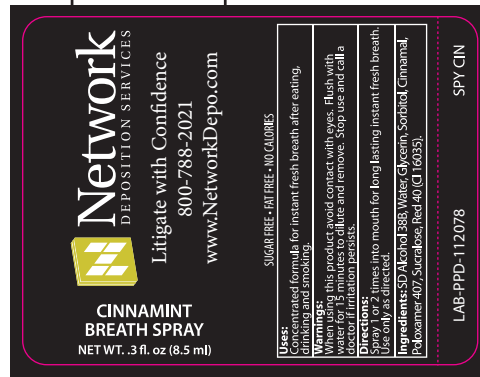 Network
DEPOSITION SERVICES
Litigate with Confidence
800-788-2021
www.NetworkDepo.com
CINNAMINT
BREATH SPRAY
NET WT. .3 fl. oz (8.5 ml)
SUGAR FREE • FAT FREE • NO CALORIES
Uses:
Concentrated formula for instant fresh breath after eating,
drinking and smoking.
Warnings:
When using this product avoid contact with eyes. Flush with
water for 15 minutes to dilute and remove. Stop use and call a
doctor if irritation persists.
Directions:
Spray 1 or 2 times into mouth for long lasting instant fresh breath.
Use only as directed.
Ingredients: SD Alcohol 38B, Water, Glycerin, Sorbitol, Cinnamal,
Poloxamer 407, Sucralose, Red 40 (CI 16035).
LAB-PPD-112078
SPY CIN